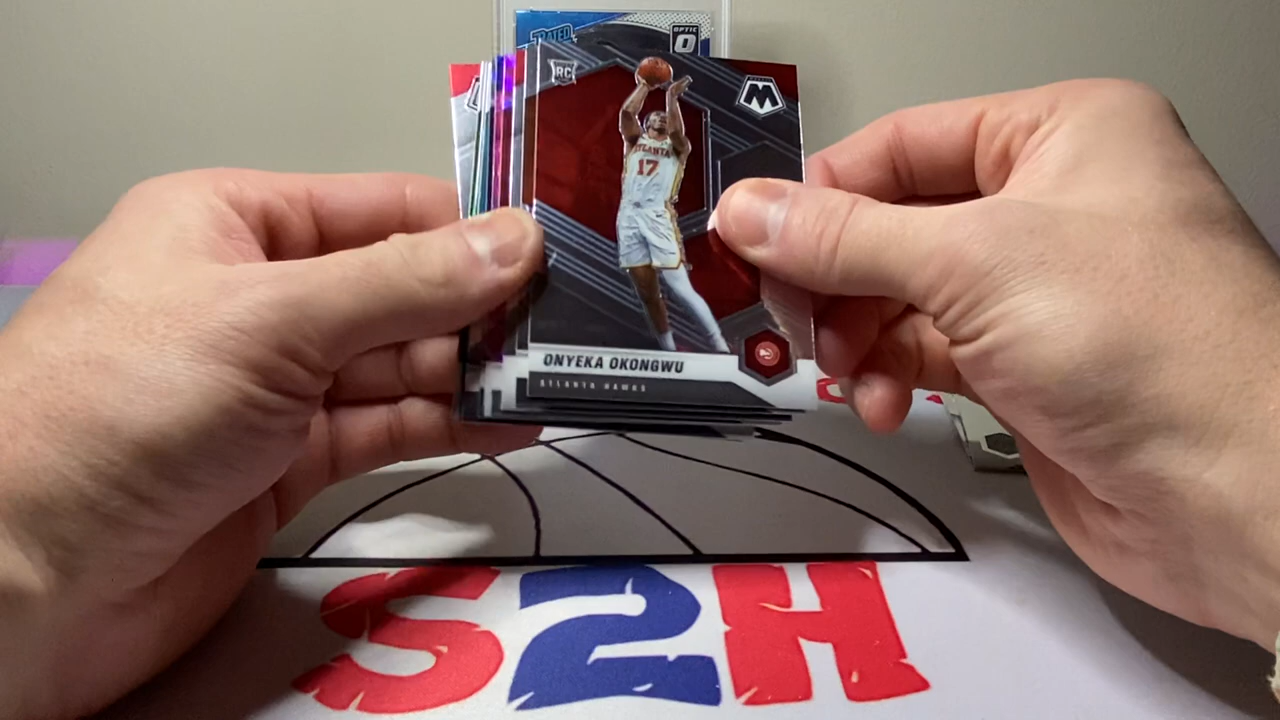 RATED
OPTIC
O
RC
M
ATLANTA
17
ONYEKA OKONGWU
ATLANTA HAWKS
S2H